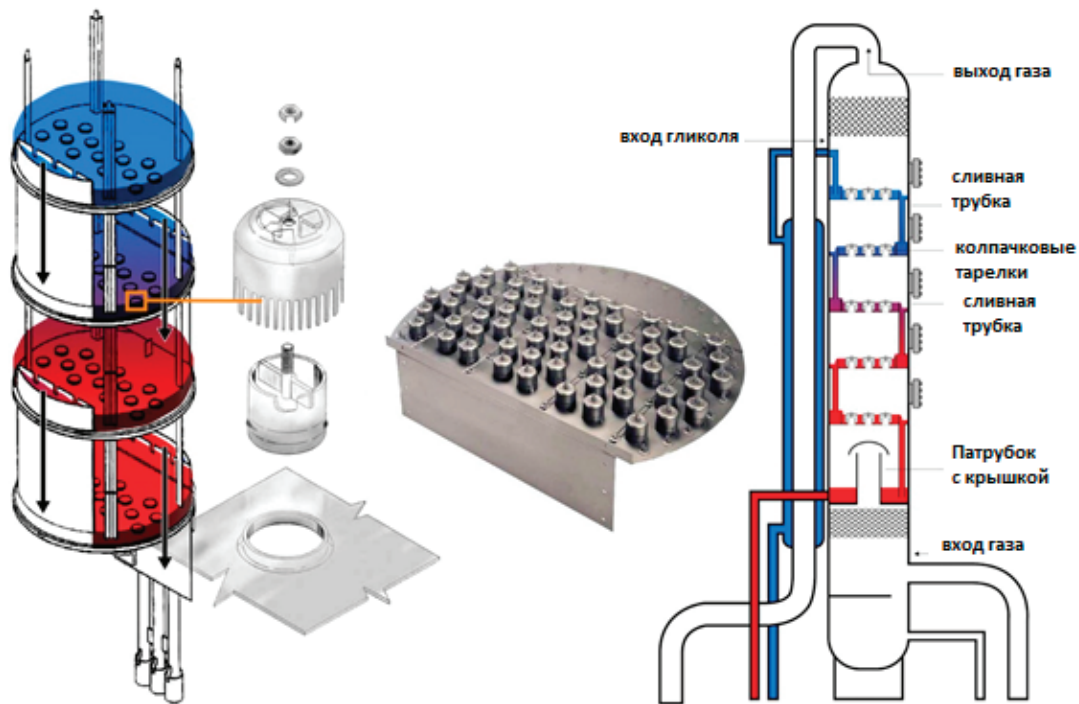 выход газа
вход гликоля
сливная
трубка
колпачковые
тарелки
сливная
трубка
Патрубок
с крышкой
вход газа